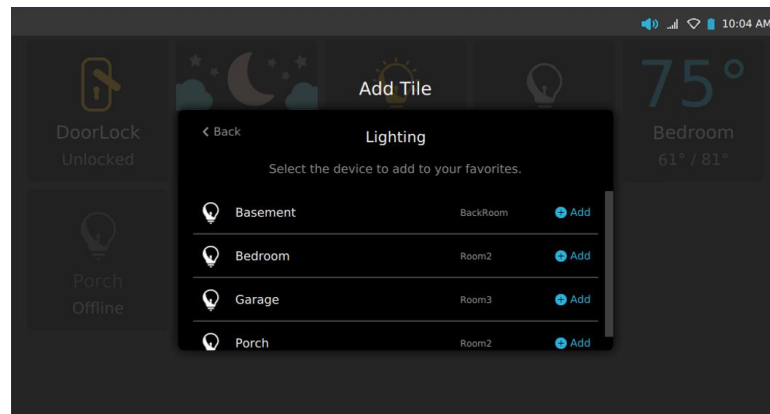 10:04 AM
Add Tile
75°
DoorLock
Unlocked
Bedroom
61° / 81°
Back
Lighting
Select the device to add to your favorites.
Basement BackRoom Add
Bedroom Room2 Add
Garage Room3 Add
Porch Room2 Add
Porch
Offline